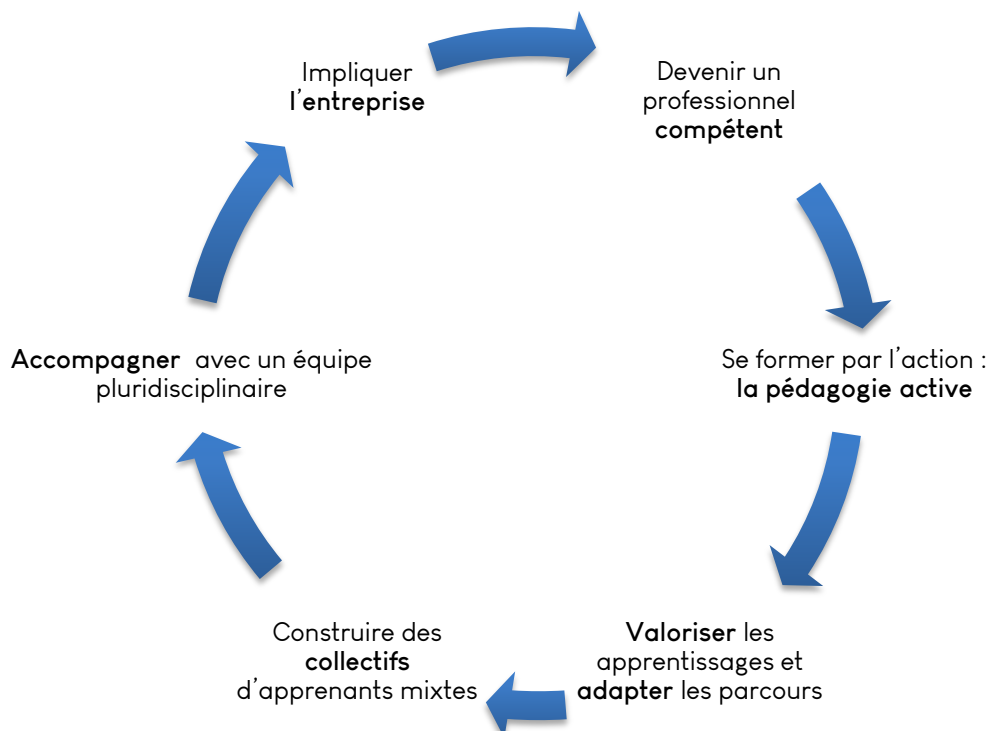 Impliquer
l'entreprise
Devenir un
professionnel
compétent
Se former par l'action :
la pédagogie active
Valoriser les
apprentissages et
adapter les parcours
Construire des
collectifs
d'apprenants mixtes
Accompagner avec un équipe
pluridisciplinaire